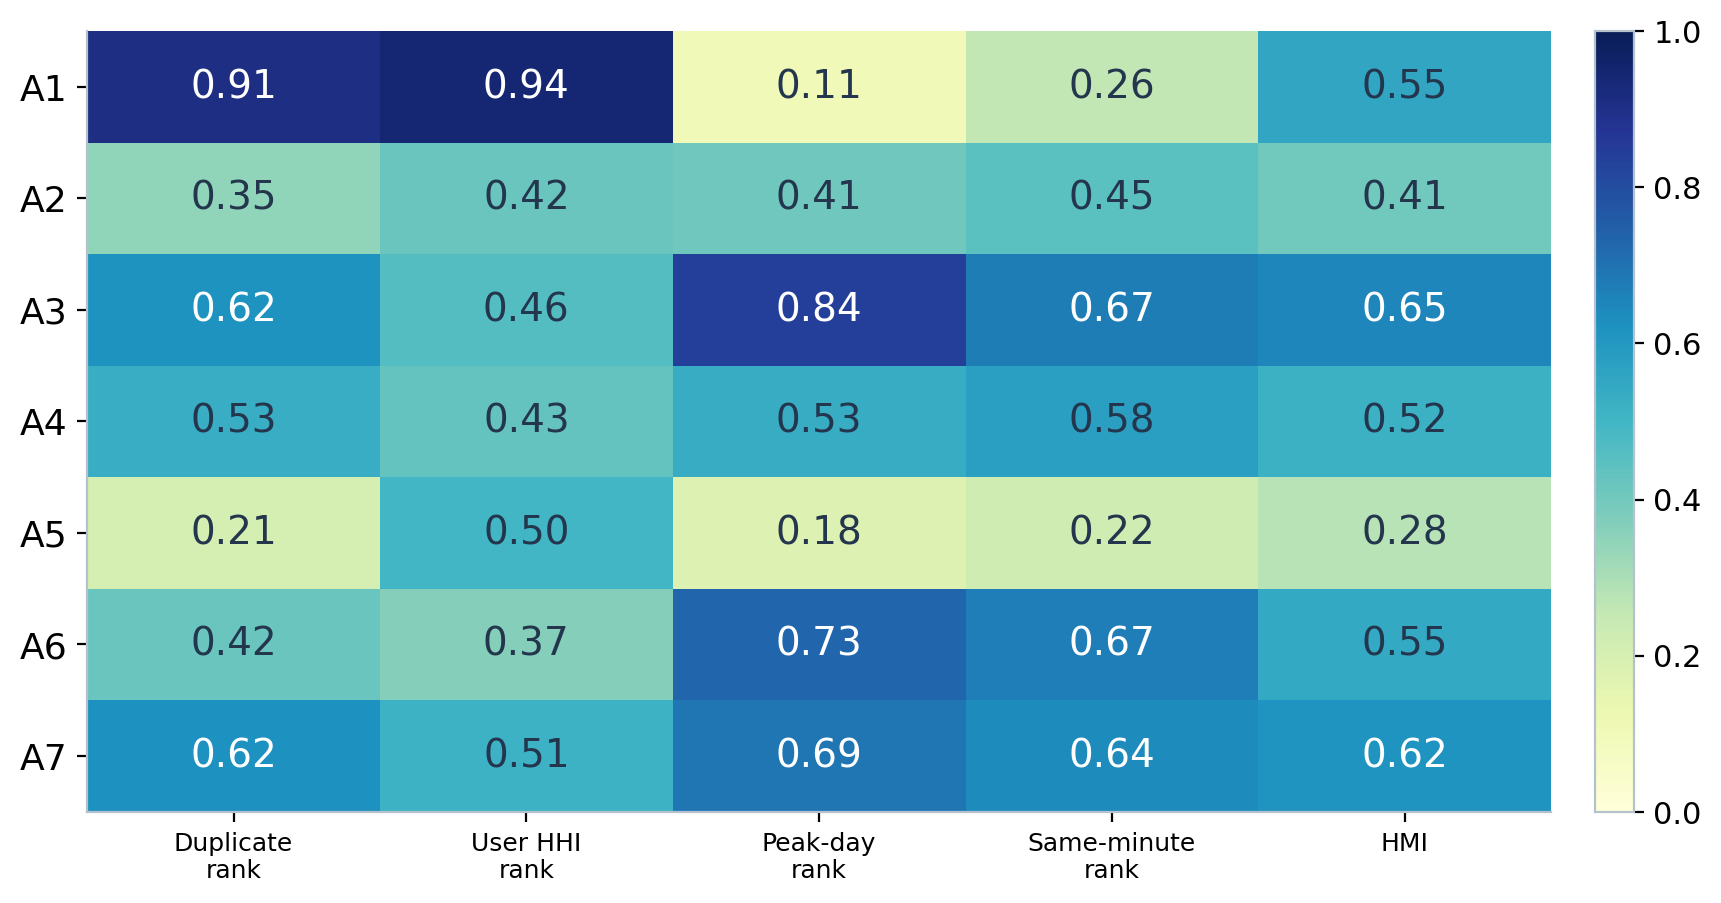 A1 0.91 0.94 0.11 0.26 0.55
A2 0.35 0.42 0.41 0.45 0.41
A3 0.62 0.46 0.84 0.67 0.65
A4 0.53 0.43 0.53 0.58 0.52
A5 0.21 0.50 0.18 0.22 0.28
A6 0.42 0.37 0.73 0.67 0.55
A7 0.62 0.51 0.69 0.64 0.62
Duplicate
rank
User HHI
rank
Peak-day
rank
Same-minute
rank
HMI
1.0
0.8
0.6
0.4
0.2
0.0